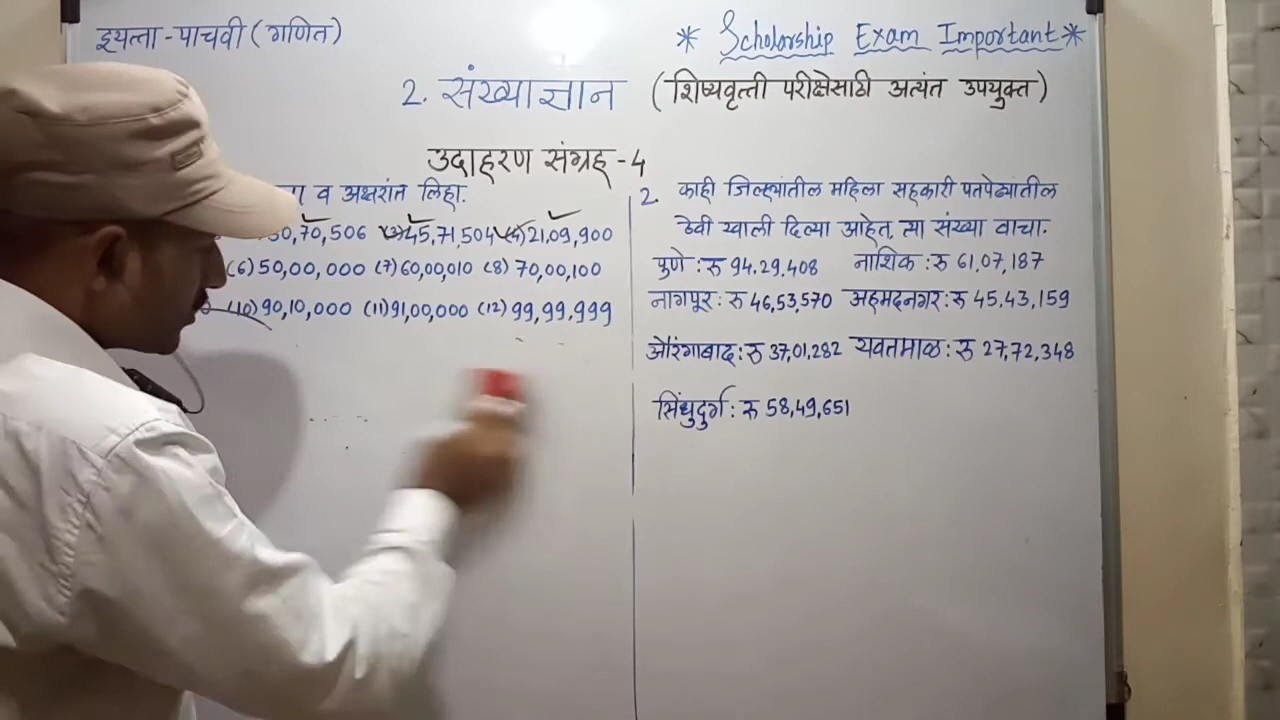 इयत्ता - पाचवी ( गणित )
* Scholorship Exam Important *
2. संख्याज्ञान ( शिष्यवृत्ती परीक्षेसाठी अत्यंत उपयुक्त )
उदाहरण संग्रह - 4
व अक्षरांत लिहा.
30,70,506 (3) 45,71,504 (4) 21,09,900
(6) 50,00,000 (7) 60,00,010 (8) 70,00,100
(10) 90,10,000 (11) 91,00,000 (12) 99,99,999
2. काही जिल्ह्यांतील महिला सहकारी पतपेढ्यांतील
ठेवी खाली दिल्या आहेत, त्या संख्या वाचा.
पुणे : रु 94,29,408 नाशिक : रु 61,07,187
नागपूर : रु 46,53,570 अहमदनगर : रु 45,43,159
औरंगाबाद : रु 37,01,282 यवतमाळ : रु 27,72,348
सिंधुदुर्ग : रु 58,49,651